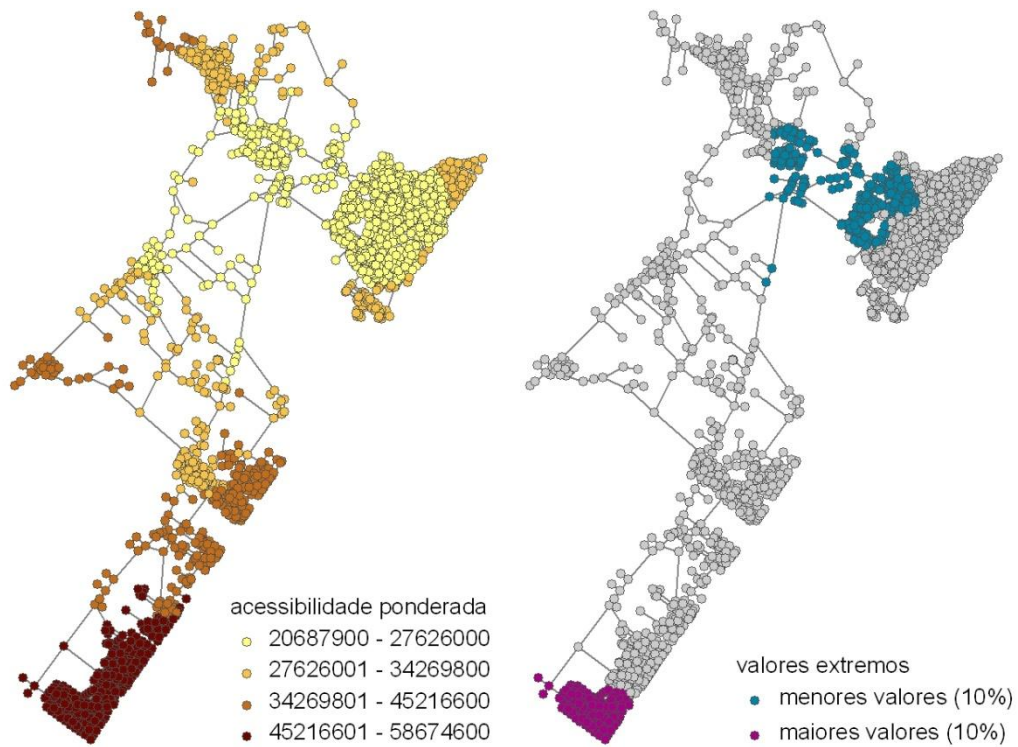 acessibilidade ponderada
20687900 - 27626000
27626001 - 34269800
34269801 - 45216600
45216601 - 58674600
valores extremos
menores valores (10%)
maiores valores (10%)